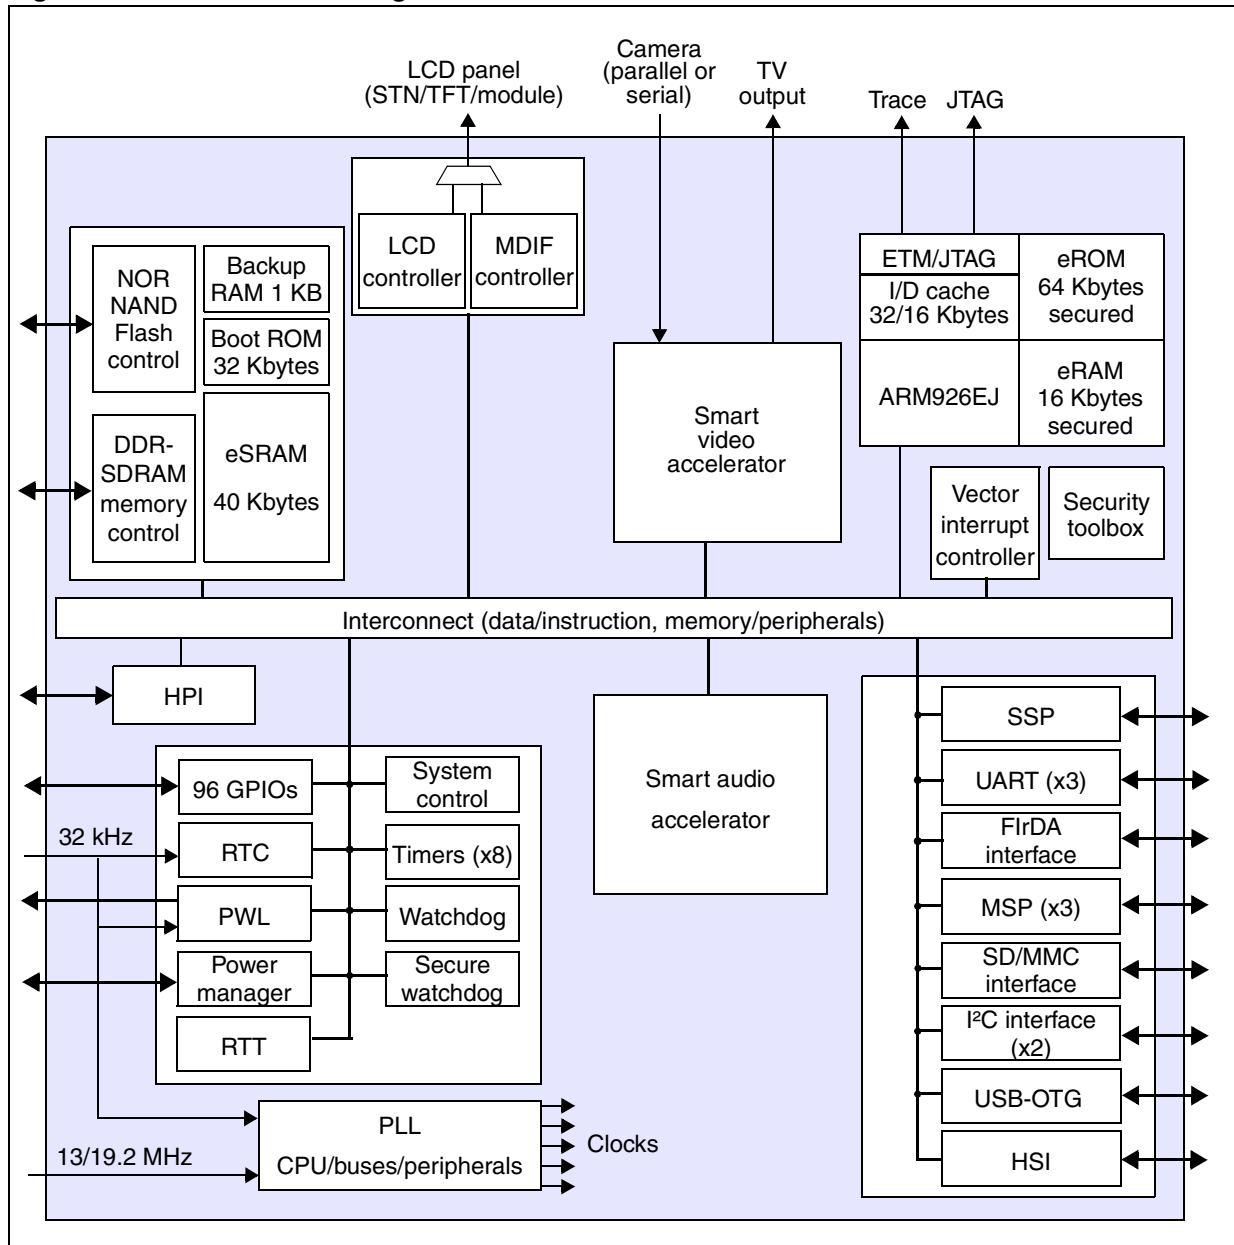 Camera
(parallel or
serial)
LCD panel
(STN/TFT/module)
TV
output
Trace
JTAG
LCD
controller
MDIF
controller
NOR
NAND
Flash
control
Backup
RAM 1 KB
Boot ROM
32 Kbytes
DDR-
SDRAM
memory
control
eSRAM
40 Kbytes
Smart
video
accelerator
ETM/JTAG
I/D cache
32/16 Kbytes
ARM926EJ
eROM
64 Kbytes
secured
eRAM
16 Kbytes
secured
Vector
interrupt
controller
Security
toolbox
Interconnect (data/instruction, memory/peripherals)
HPI
96 GPIOs
System
control
32 kHz
RTC
Timers (x8)
PWL
Watchdog
Power
manager
Secure
watchdog
RTT
Smart audio
accelerator
SSP
UART (x3)
FIrDA
interface
MSP (x3)
SD/MMC
interface
I²C interface
(x2)
USB-OTG
HSI
13/19.2 MHz
PLL
CPU/buses/peripherals
Clocks